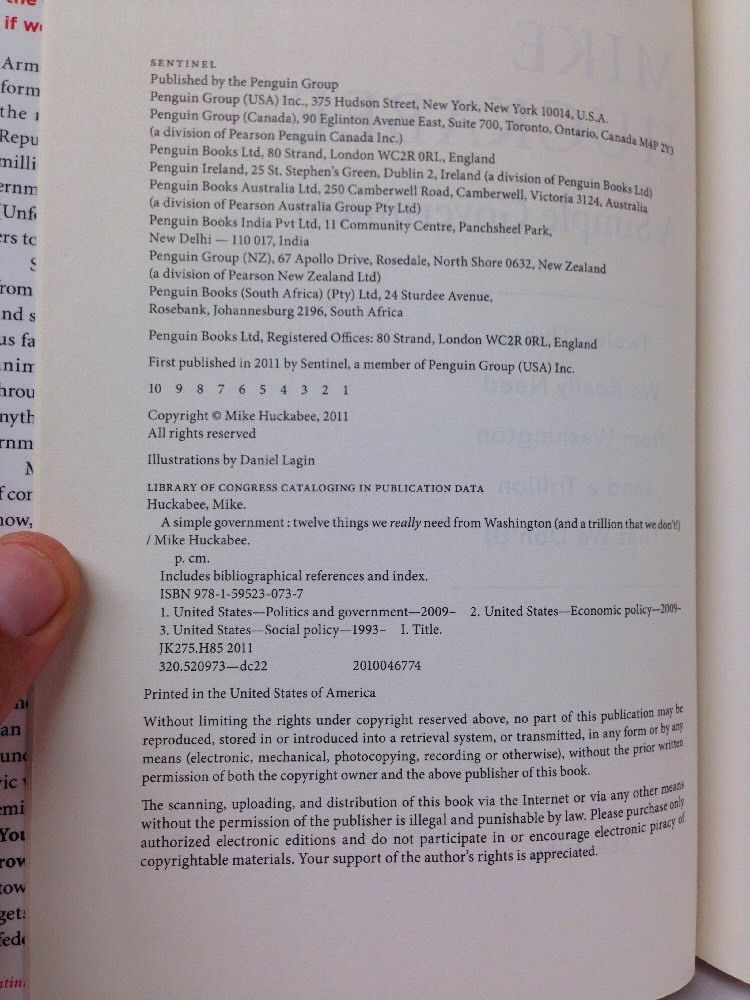 SENTINEL
Published by the Penguin Group
Penguin Group (USA) Inc., 375 Hudson Street, New York, New York 10014, U.S.A.
Penguin Group (Canada), 90 Eglinton Avenue East, Suite 700, Toronto, Ontario, Canada M4P 2Y3
(a division of Pearson Penguin Canada Inc.)
Penguin Books Ltd, 80 Strand, London WC2R 0RL, England
Penguin Ireland, 25 St. Stephen's Green, Dublin 2, Ireland (a division of Penguin Books Ltd)
Penguin Books Australia Ltd, 250 Camberwell Road, Camberwell, Victoria 3124, Australia
(a division of Pearson Australia Group Pty Ltd)
Penguin Books India Pvt Ltd, 11 Community Centre, Panchsheel Park,
New Delhi — 110 017, India
Penguin Group (NZ), 67 Apollo Drive, Rosedale, North Shore 0632, New Zealand
(a division of Pearson New Zealand Ltd)
Penguin Books (South Africa) (Pty) Ltd, 24 Sturdee Avenue,
Rosebank, Johannesburg 2196, South Africa
Penguin Books Ltd, Registered Offices: 80 Strand, London WC2R 0RL, England
First published in 2011 by Sentinel, a member of Penguin Group (USA) Inc.
10 9 8 7 6 5 4 3 2 1
Copyright © Mike Huckabee, 2011
All rights reserved
Illustrations by Daniel Lagin
LIBRARY OF CONGRESS CATALOGING IN PUBLICATION DATA
Huckabee, Mike.
A simple government : twelve things we really need from Washington (and a trillion that we don't!)
/ Mike Huckabee.
p. cm.
Includes bibliographical references and index.
ISBN 978-1-59523-073-7
1. United States—Politics and government—2009– 2. United States—Economic policy—2009–
3. United States—Social policy—1993– I. Title.
JK275.H85 2011
320.520973—dc22 2010046774
Printed in the United States of America
Without limiting the rights under copyright reserved above, no part of this publication may be
reproduced, stored in or introduced into a retrieval system, or transmitted, in any form or by any
means (electronic, mechanical, photocopying, recording or otherwise), without the prior written
permission of both the copyright owner and the above publisher of this book.
The scanning, uploading, and distribution of this book via the Internet or via any other means
without the permission of the publisher is illegal and punishable by law. Please purchase only
authorized electronic editions and do not participate in or encourage electronic piracy of
copyrightable materials. Your support of the author's rights is appreciated.